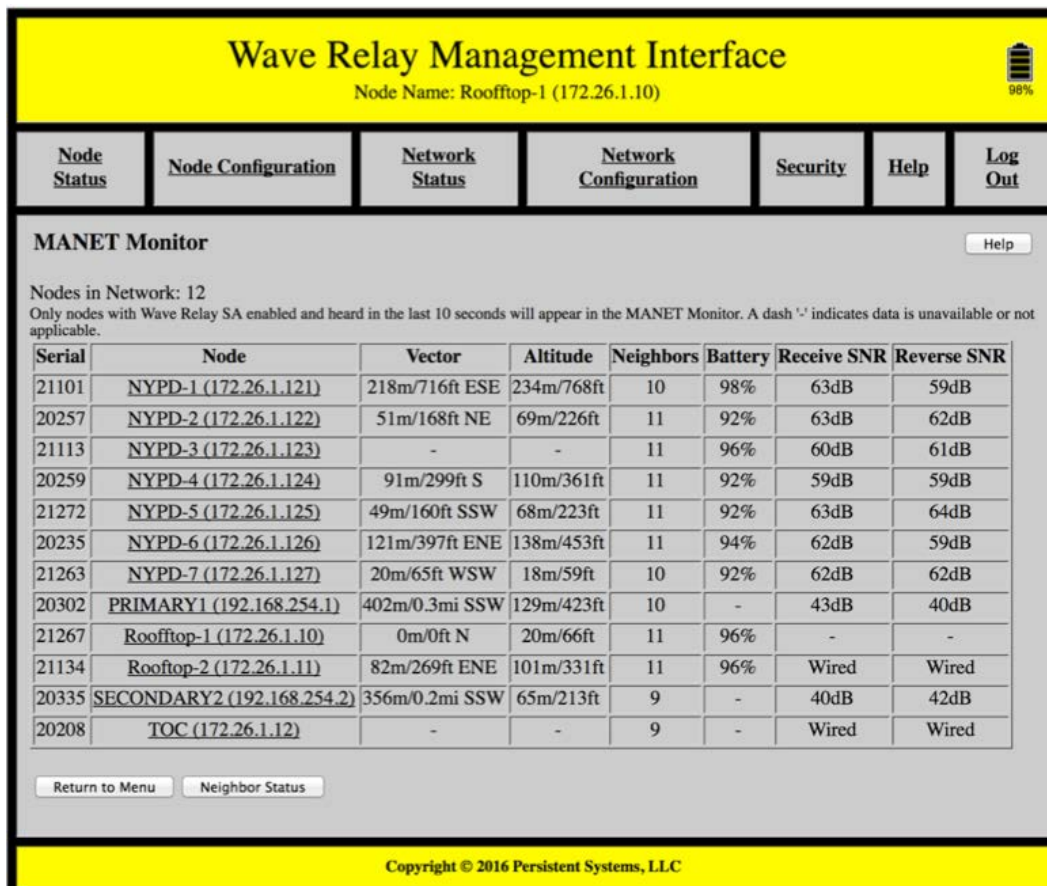 Wave Relay Management Interface
Node Name: Roofftop-1 (172.26.1.10)
98%
Node Status
Node Configuration
Network Status
Network Configuration
Security
Help
Log Out
MANET Monitor
Help
Nodes in Network: 12
Only nodes with Wave Relay SA enabled and heard in the last 10 seconds will appear in the MANET Monitor. A dash '-' indicates data is unavailable or not
applicable.
Serial Node Vector Altitude Neighbors Battery Receive SNR Reverse SNR
21101 NYPD-1 (172.26.1.121) 218m/716ft ESE 234m/768ft 10 98% 63dB 59dB
20257 NYPD-2 (172.26.1.122) 51m/168ft NE 69m/226ft 11 92% 63dB 62dB
21113 NYPD-3 (172.26.1.123) - - 11 96% 60dB 61dB
20259 NYPD-4 (172.26.1.124) 91m/299ft S 110m/361ft 11 92% 59dB 59dB
21272 NYPD-5 (172.26.1.125) 49m/160ft SSW 68m/223ft 11 92% 63dB 64dB
20235 NYPD-6 (172.26.1.126) 121m/397ft ENE 138m/453ft 11 94% 62dB 59dB
21263 NYPD-7 (172.26.1.127) 20m/65ft WSW 18m/59ft 10 92% 62dB 62dB
20302 PRIMARY1 (192.168.254.1) 402m/0.3mi SSW 129m/423ft 10 - 43dB 40dB
21267 Roofftop-1 (172.26.1.10) 0m/0ft N 20m/66ft 11 96% - -
21134 Rooftop-2 (172.26.1.11) 82m/269ft ENE 101m/331ft 11 96% Wired Wired
20335 SECONDARY2 (192.168.254.2) 356m/0.2mi SSW 65m/213ft 9 - 40dB 42dB
20208 TOC (172.26.1.12) - - 9 - Wired Wired
Return to Menu Neighbor Status
Copyright © 2016 Persistent Systems, LLC